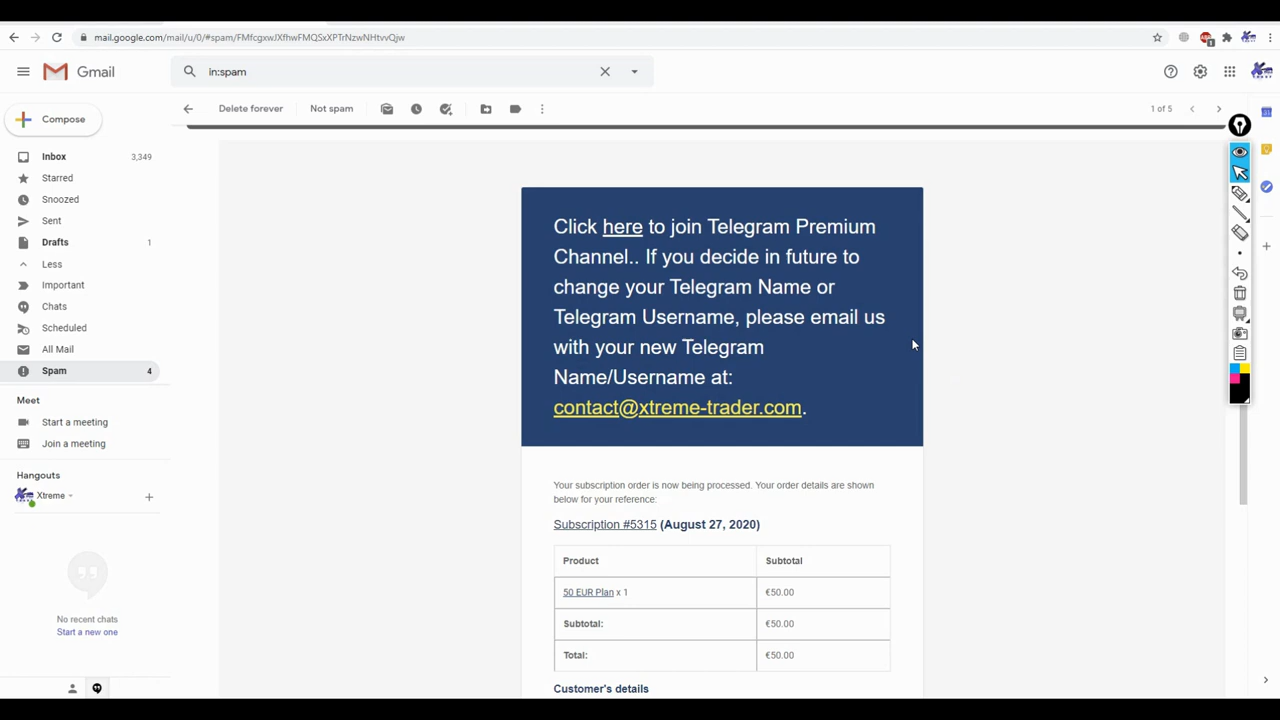 mail.google.com/mail/u/0/#spam/FMfcgxwJXfhwFMQSxXPTrNzwNHtvvQjw
Gmail
in:spam
Delete forever
Not spam
1 of 5
Compose
Inbox 3,349
Starred
Snoozed
Sent
Drafts 1
Less
Important
Chats
Scheduled
All Mail
Spam 4
Meet
Start a meeting
Join a meeting
Hangouts
Xtreme
No recent chats
Start a new one
Click here to join Telegram Premium
Channel.. If you decide in future to
change your Telegram Name or
Telegram Username, please email us
with your new Telegram
Name/Username at:
contact@xtreme-trader.com.
Your subscription order is now being processed. Your order details are shown
below for your reference:
Subscription #5315 (August 27, 2020)
Product Subtotal
50 EUR Plan x 1 €50.00
Subtotal: €50.00
Total: €50.00
Customer's details